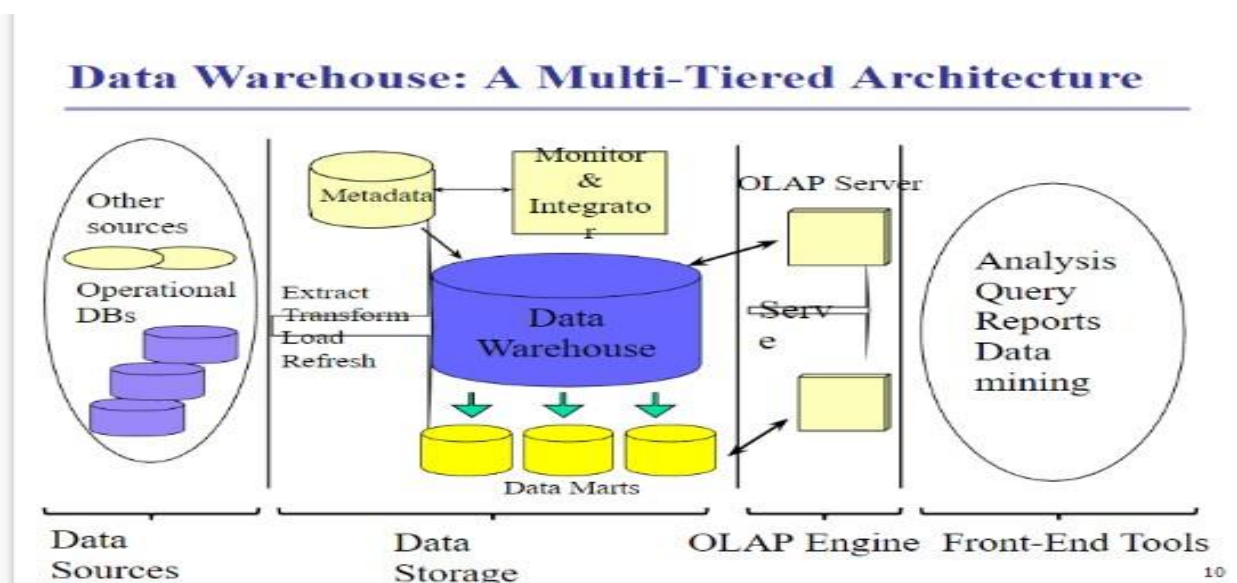 Data Warehouse: A Multi-Tiered Architecture
Other
sources
Operational
DBs
Extract
Transform
Load
Refresh
Metadata
Monitor
&
Integrato
r
Data
Warehouse
Data Marts
OLAP Server
Serv
e
Analysis
Query
Reports
Data
mining
Data
Sources
Data
Storage
OLAP Engine
Front-End Tools
10